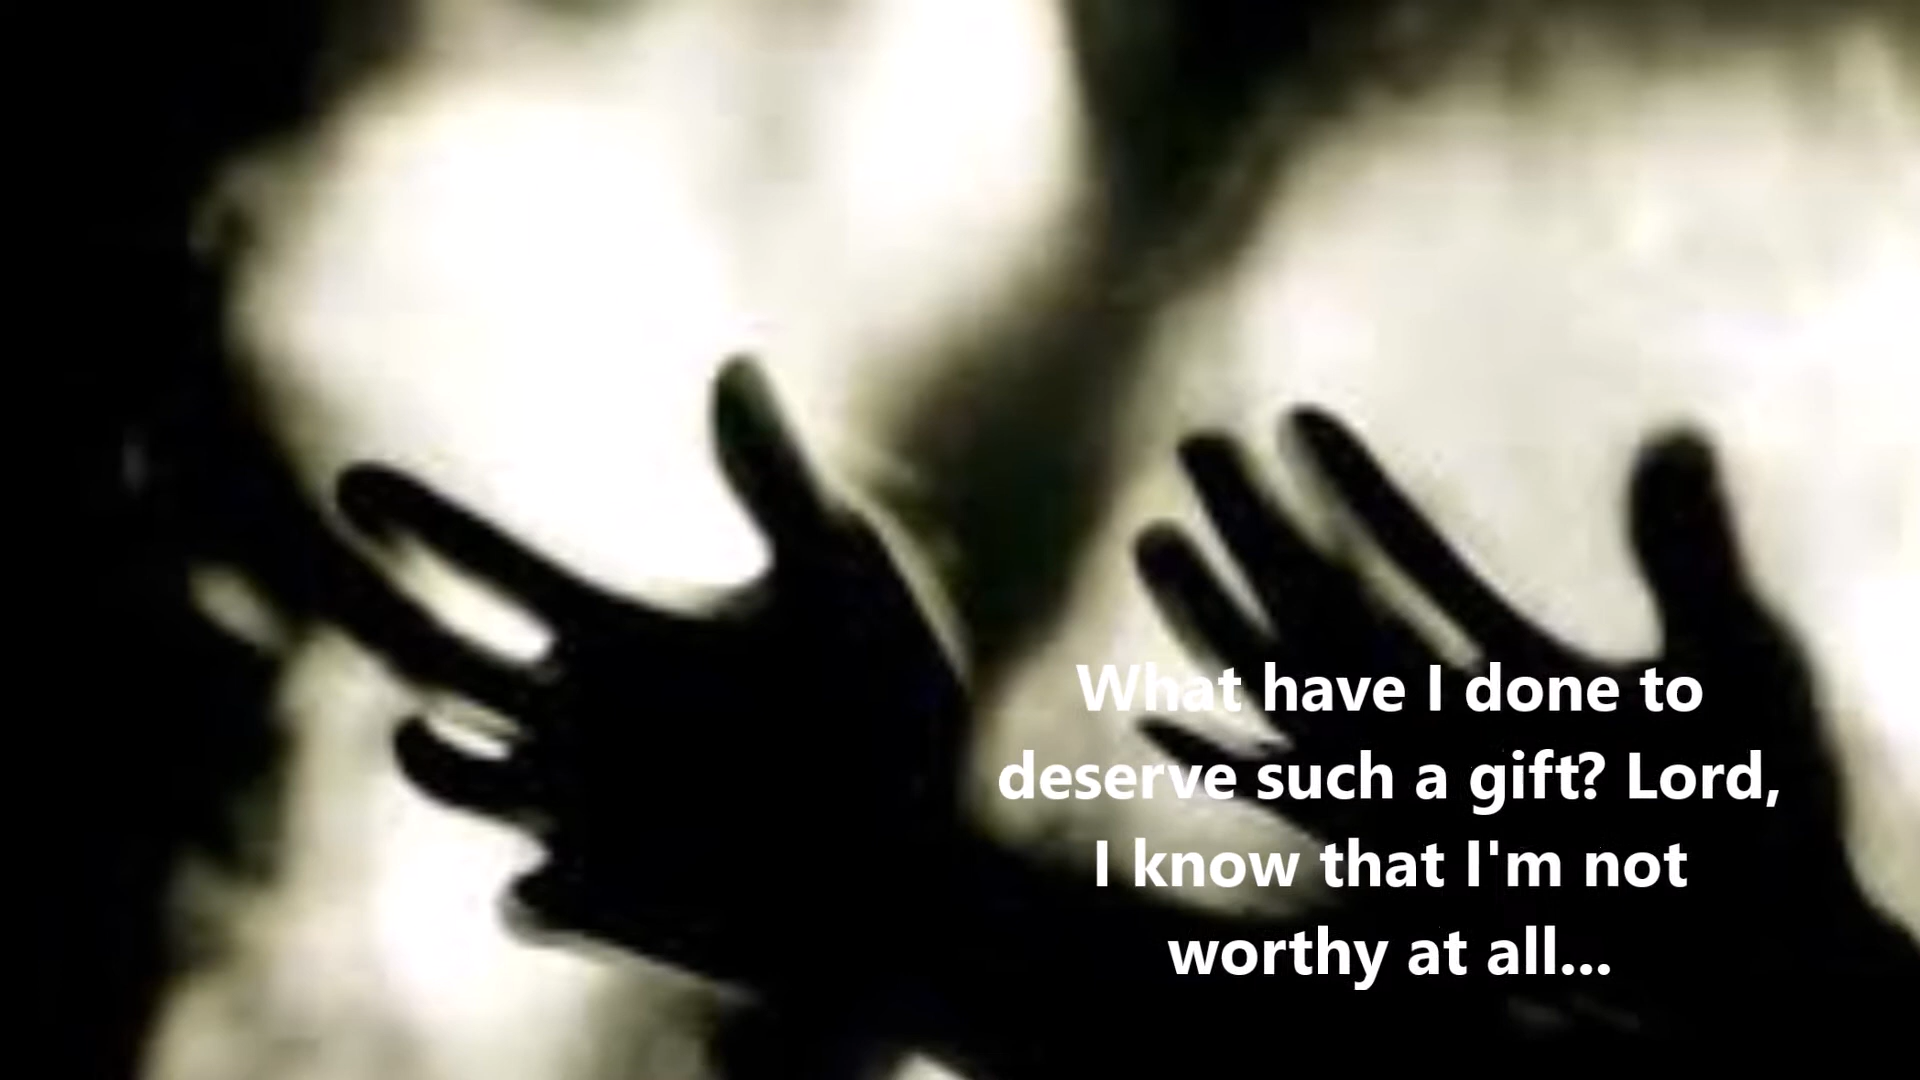 What have I done to
deserve such a gift? Lord,
I know that I'm not
worthy at all...